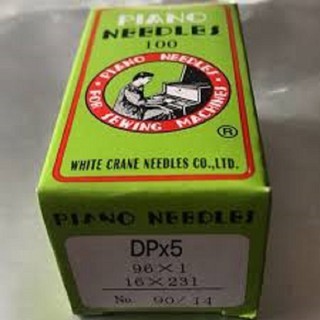 PIANO
NEEDLES
100
PIANO NEEDLES
FOR SEWING MACHINES
®
WHITE CRANE NEEDLES CO.,LTD.
PIANO NEEDLES
DPx5
96×1
16×231
No. 90/14